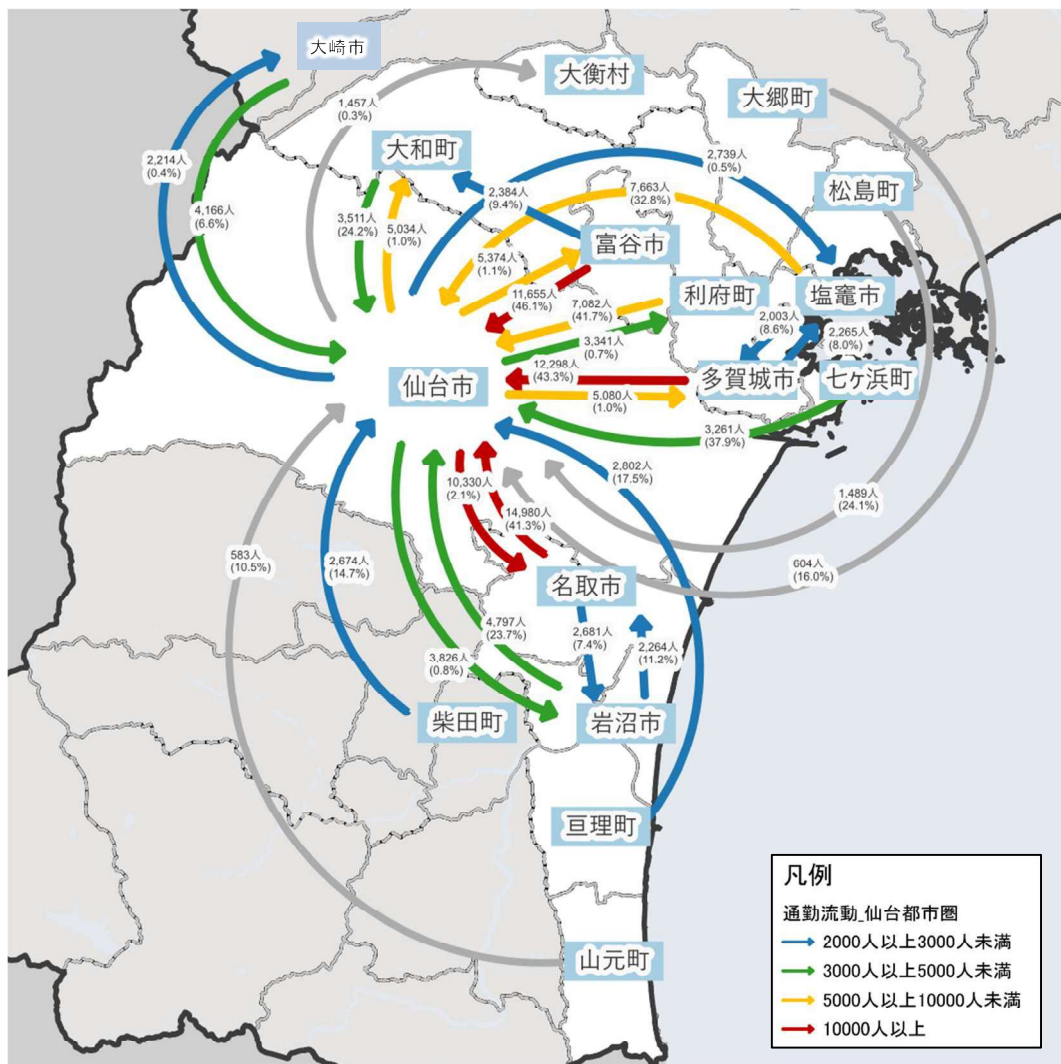 大崎市
大衡村
大郷町
1,457人
(0.3%)
大和町
2,214人
(0.4%)
2,739人
(0.5%)
松島町
2,384人
(9.4%)
7,663人
(32.8%)
4,166人
(6.6%)
3,511人
(24.2%)
5,034人
(1.0%)
富谷市
5,374人
(1.1%)
11,655人
(46.1%)
7,082人
(41.7%)
利府町
塩竈市
3,341人
(0.7%)
2,003人
(8.6%)
2,265人
(8.0%)
12,298人
(43.3%)
仙台市
多賀城市
七ヶ浜町
5,080人
(1.0%)
3,261人
(37.9%)
2,802人
(17.5%)
10,330人
(2.1%)
14,980人
(41.3%)
1,489人
(24.1%)
583人
(10.5%)
2,674人
(14.7%)
604人
(16.0%)
名取市
4,797人
(23.7%)
2,681人
(7.4%)
2,264人
(11.2%)
3,826人
(0.8%)
柴田町
岩沼市
亘理町
山元町
凡例
通勤流動_仙台都市圏
2000人以上3000人未満
3000人以上5000人未満
5000人以上10000人未満
10000人以上